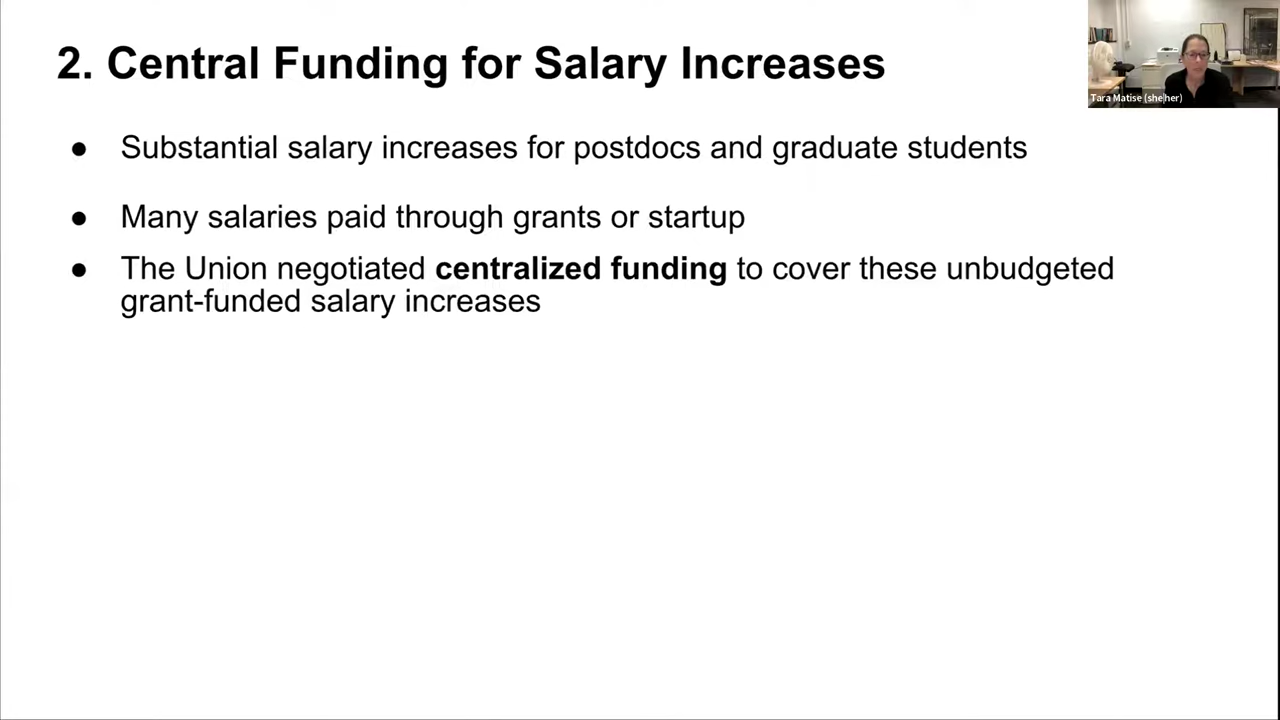 2. Central Funding for Salary Increases
Tara Matise (she/her)
● Substantial salary increases for postdocs and graduate students
● Many salaries paid through grants or startup
● The Union negotiated centralized funding to cover these unbudgeted
grant-funded salary increases